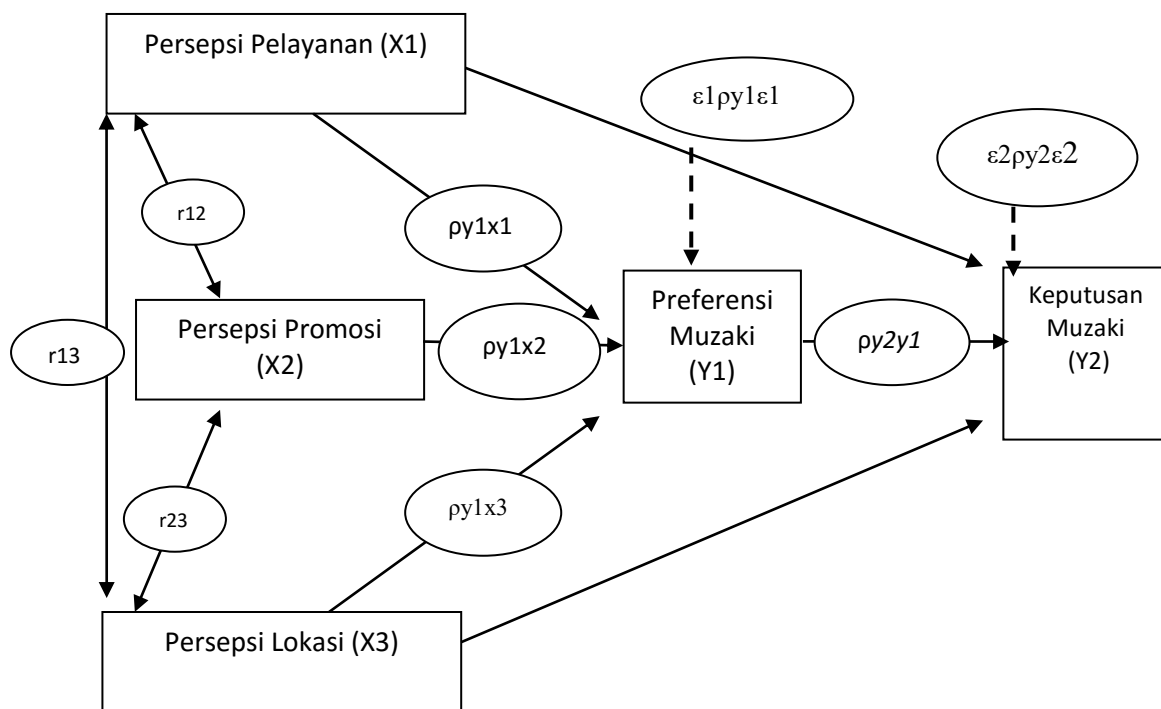 Persepsi Pelayanan (X1)
ε1ρy1ε1
ε2ρy2ε2
r12
ρy1x1
Persepsi Promosi
(X2)
ρy1x2
Preferensi
Muzaki
(Y1)
ρy2y1
Keputusan
Muzaki
(Y2)
r13
r23
ρy1x3
Persepsi Lokasi (X3)